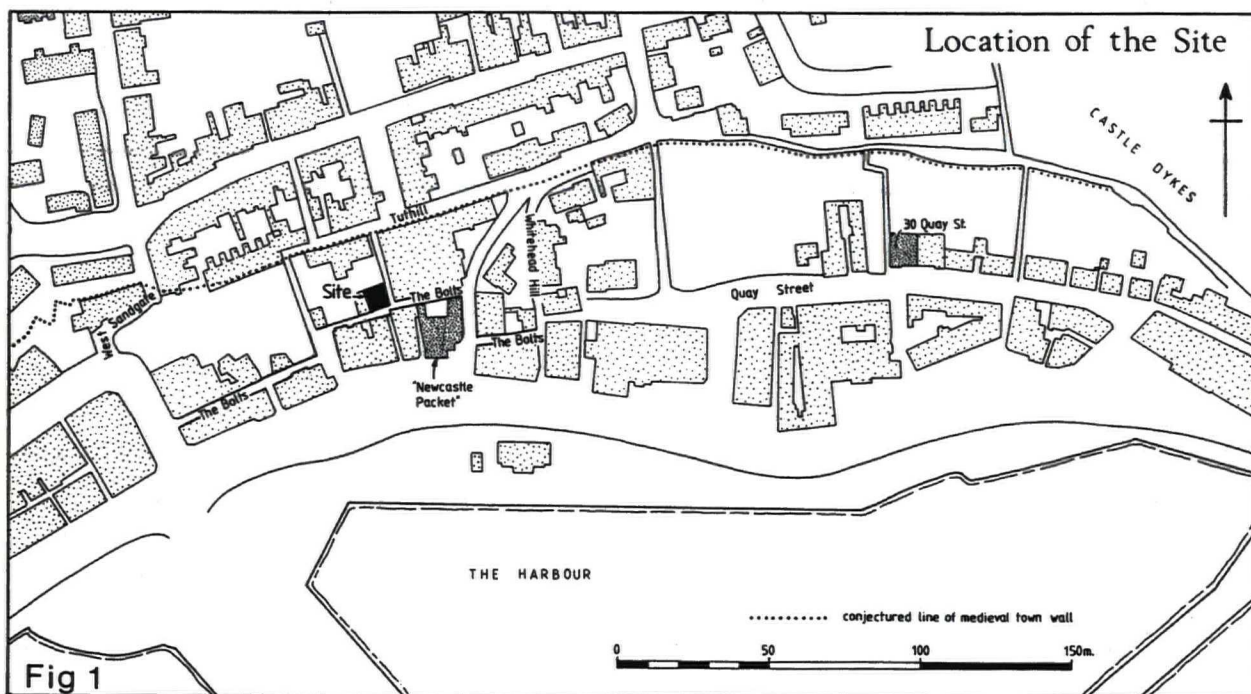 Location of the Site
CASTLE DYKES
Tuthill
Whitehead Hill
30 Quay St.
Site
The Bolts
Quay Street
West Sandgate
The Bolts
"Newcastle
Packet"
The Bolts
THE HARBOUR
conjectured line of medieval town wall
0 50 100 150m.
Fig 1